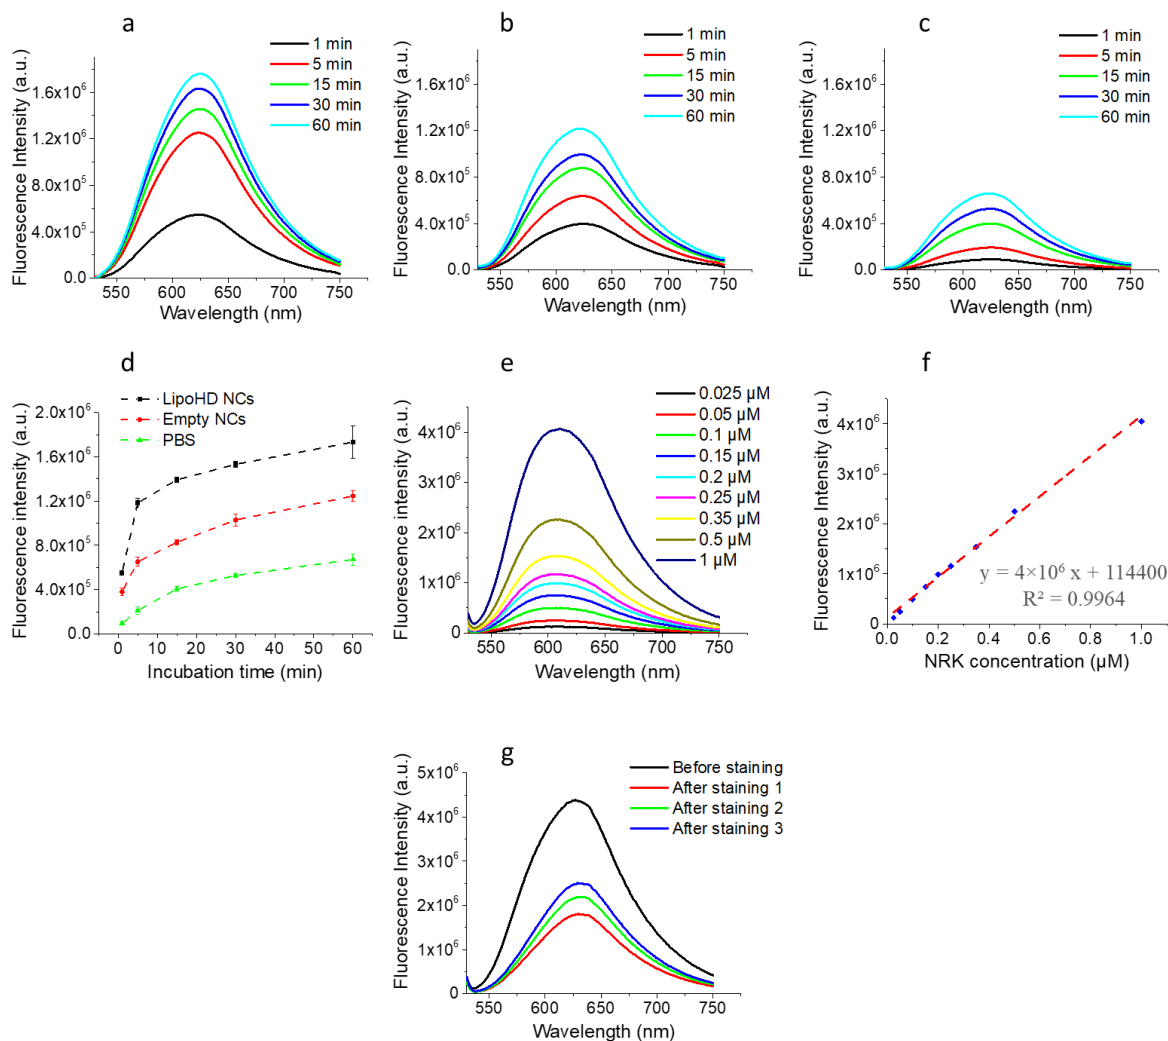 a
1 min
5 min
15 min
30 min
60 min
Fluorescence Intensity (a.u.)
1.6x10⁶
1.2x10⁶
8.0x10⁵
4.0x10⁵
0.0
550 600 650 700 750
Wavelength (nm)
b
1 min
5 min
15 min
30 min
60 min
Fluorescence Intensity (a.u.)
1.6x10⁶
1.2x10⁶
8.0x10⁵
4.0x10⁵
0.0
550 600 650 700 750
Wavelength (nm)
c
1 min
5 min
15 min
30 min
60 min
Fluorescence Intensity (a.u.)
1.6x10⁶
1.2x10⁶
8.0x10⁵
4.0x10⁵
0.0
550 600 650 700 750
Wavelength (nm)
d
LipoHD NCs
Empty NCs
PBS
Fluorescence intensity (a.u.)
2.0x10⁶
1.6x10⁶
1.2x10⁶
8.0x10⁵
4.0x10⁵
0.0
0 10 20 30 40 50 60
Incubation time (min)
e
0.025 µM
0.05 µM
0.1 µM
0.15 µM
0.2 µM
0.25 µM
0.35 µM
0.5 µM
1 µM
Fluorescence Intensity (a.u.)
4x10⁶
3x10⁶
2x10⁶
1x10⁶
0
550 600 650 700 750
Wavelength (nm)
f
Fluorescence intensity (a.u.)
4x10⁶
3x10⁶
2x10⁶
1x10⁶
0
y = 4×10⁶ x + 114400
R² = 0.9964
0.0 0.2 0.4 0.6 0.8 1.0
NRK concentration (µM)
g
Before staining
After staining 1
After staining 2
After staining 3
Fluorescence Intensity (a.u.)
5x10⁶
4x10⁶
3x10⁶
2x10⁶
1x10⁶
0
550 600 650 700 750
Wavelength (nm)